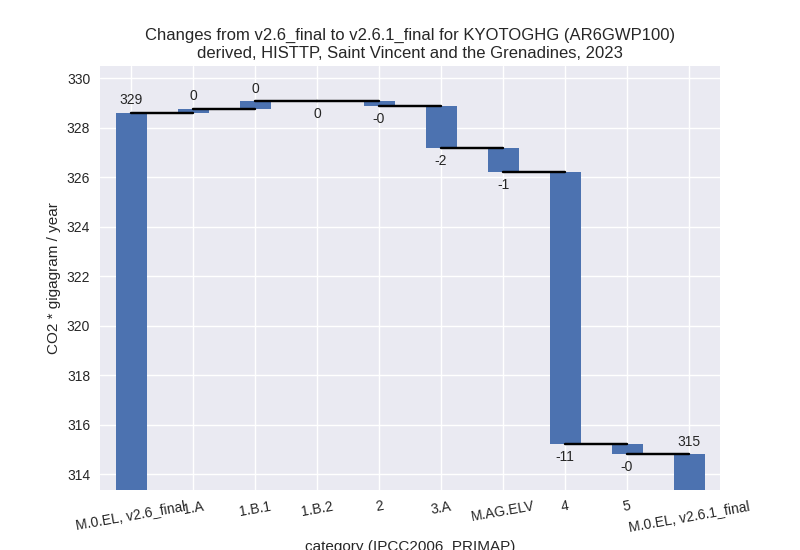 Changes from v2.6_final to v2.6.1_final for KYOTOGHG (AR6GWP100)
derived, HISTTP, Saint Vincent and the Grenadines, 2023
CO2 * gigagram / year
330
328
326
324
322
320
318
316
314
329
0
0
0
-0
-2
-1
-11
-0
315
M.0.EL, v2.6_final
1.A
1.B.1
1.B.2
2
3.A
M.AG.ELV
4
5
M.0.EL, v2.6.1_final
category (IPCC2006_PRIMAP)